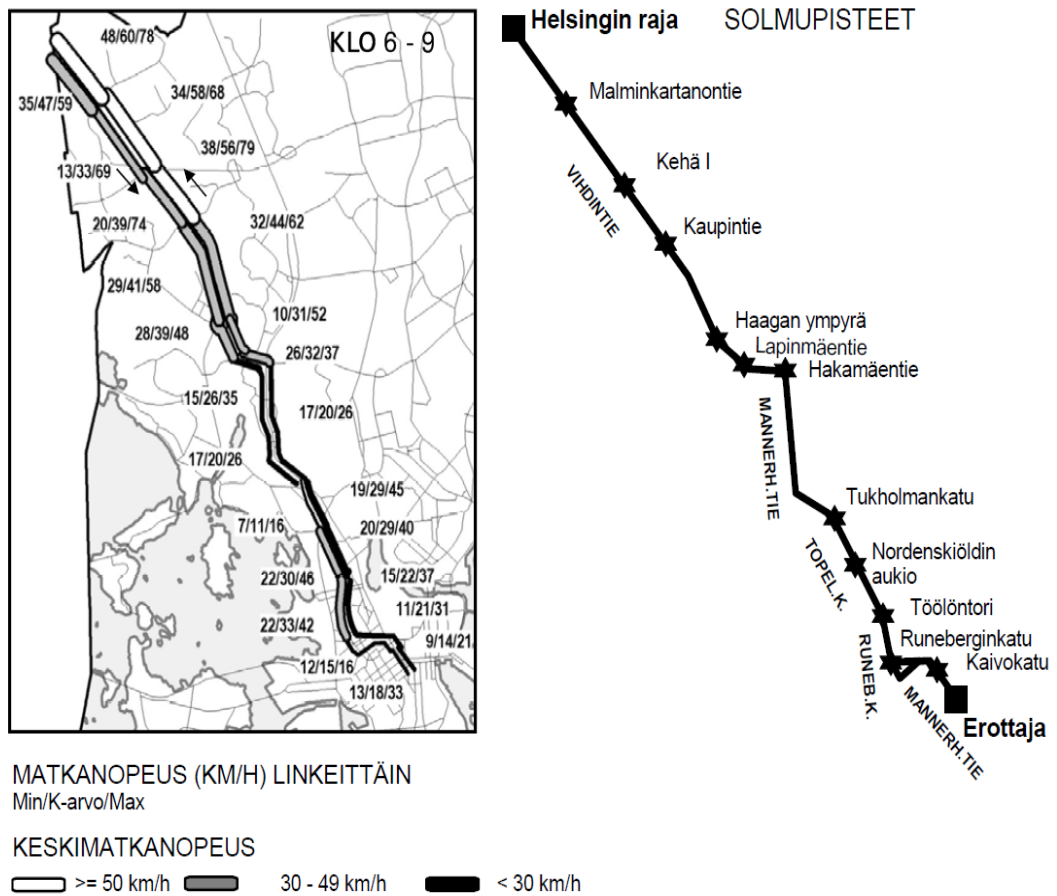 KLO 6 - 9
48/60/78
34/58/68
35/47/59
38/56/79
13/33/69
20/39/74
32/44/62
29/41/58
28/39/48
10/31/52
26/32/37
15/26/35
17/20/26
17/20/26
19/29/45
7/11/16
20/29/40
22/30/46
15/22/37
22/33/42
11/21/31
9/14/21
12/15/16
13/18/33
Helsingin raja
SOLMUPISTEET
Malminkartanontie
Kehä I
VIHDINTIE
Kaupintie
Haagan ympyrä
Lapinmäentie
Hakamäentie
MANNERH.TIE
Tukholmankatu
TOPEL.K.
Nordenskiöldin
aukio
Töölöntori
RUNEB.K.
Runeberginkatu
Kaivokatu
MANNERH.TIE
Erottaja
MATKANOPEUS (KM/H) LINKEITTÄIN
Min/K-arvo/Max
KESKIMATKANOPEUS
>= 50 km/h 30 - 49 km/h < 30 km/h